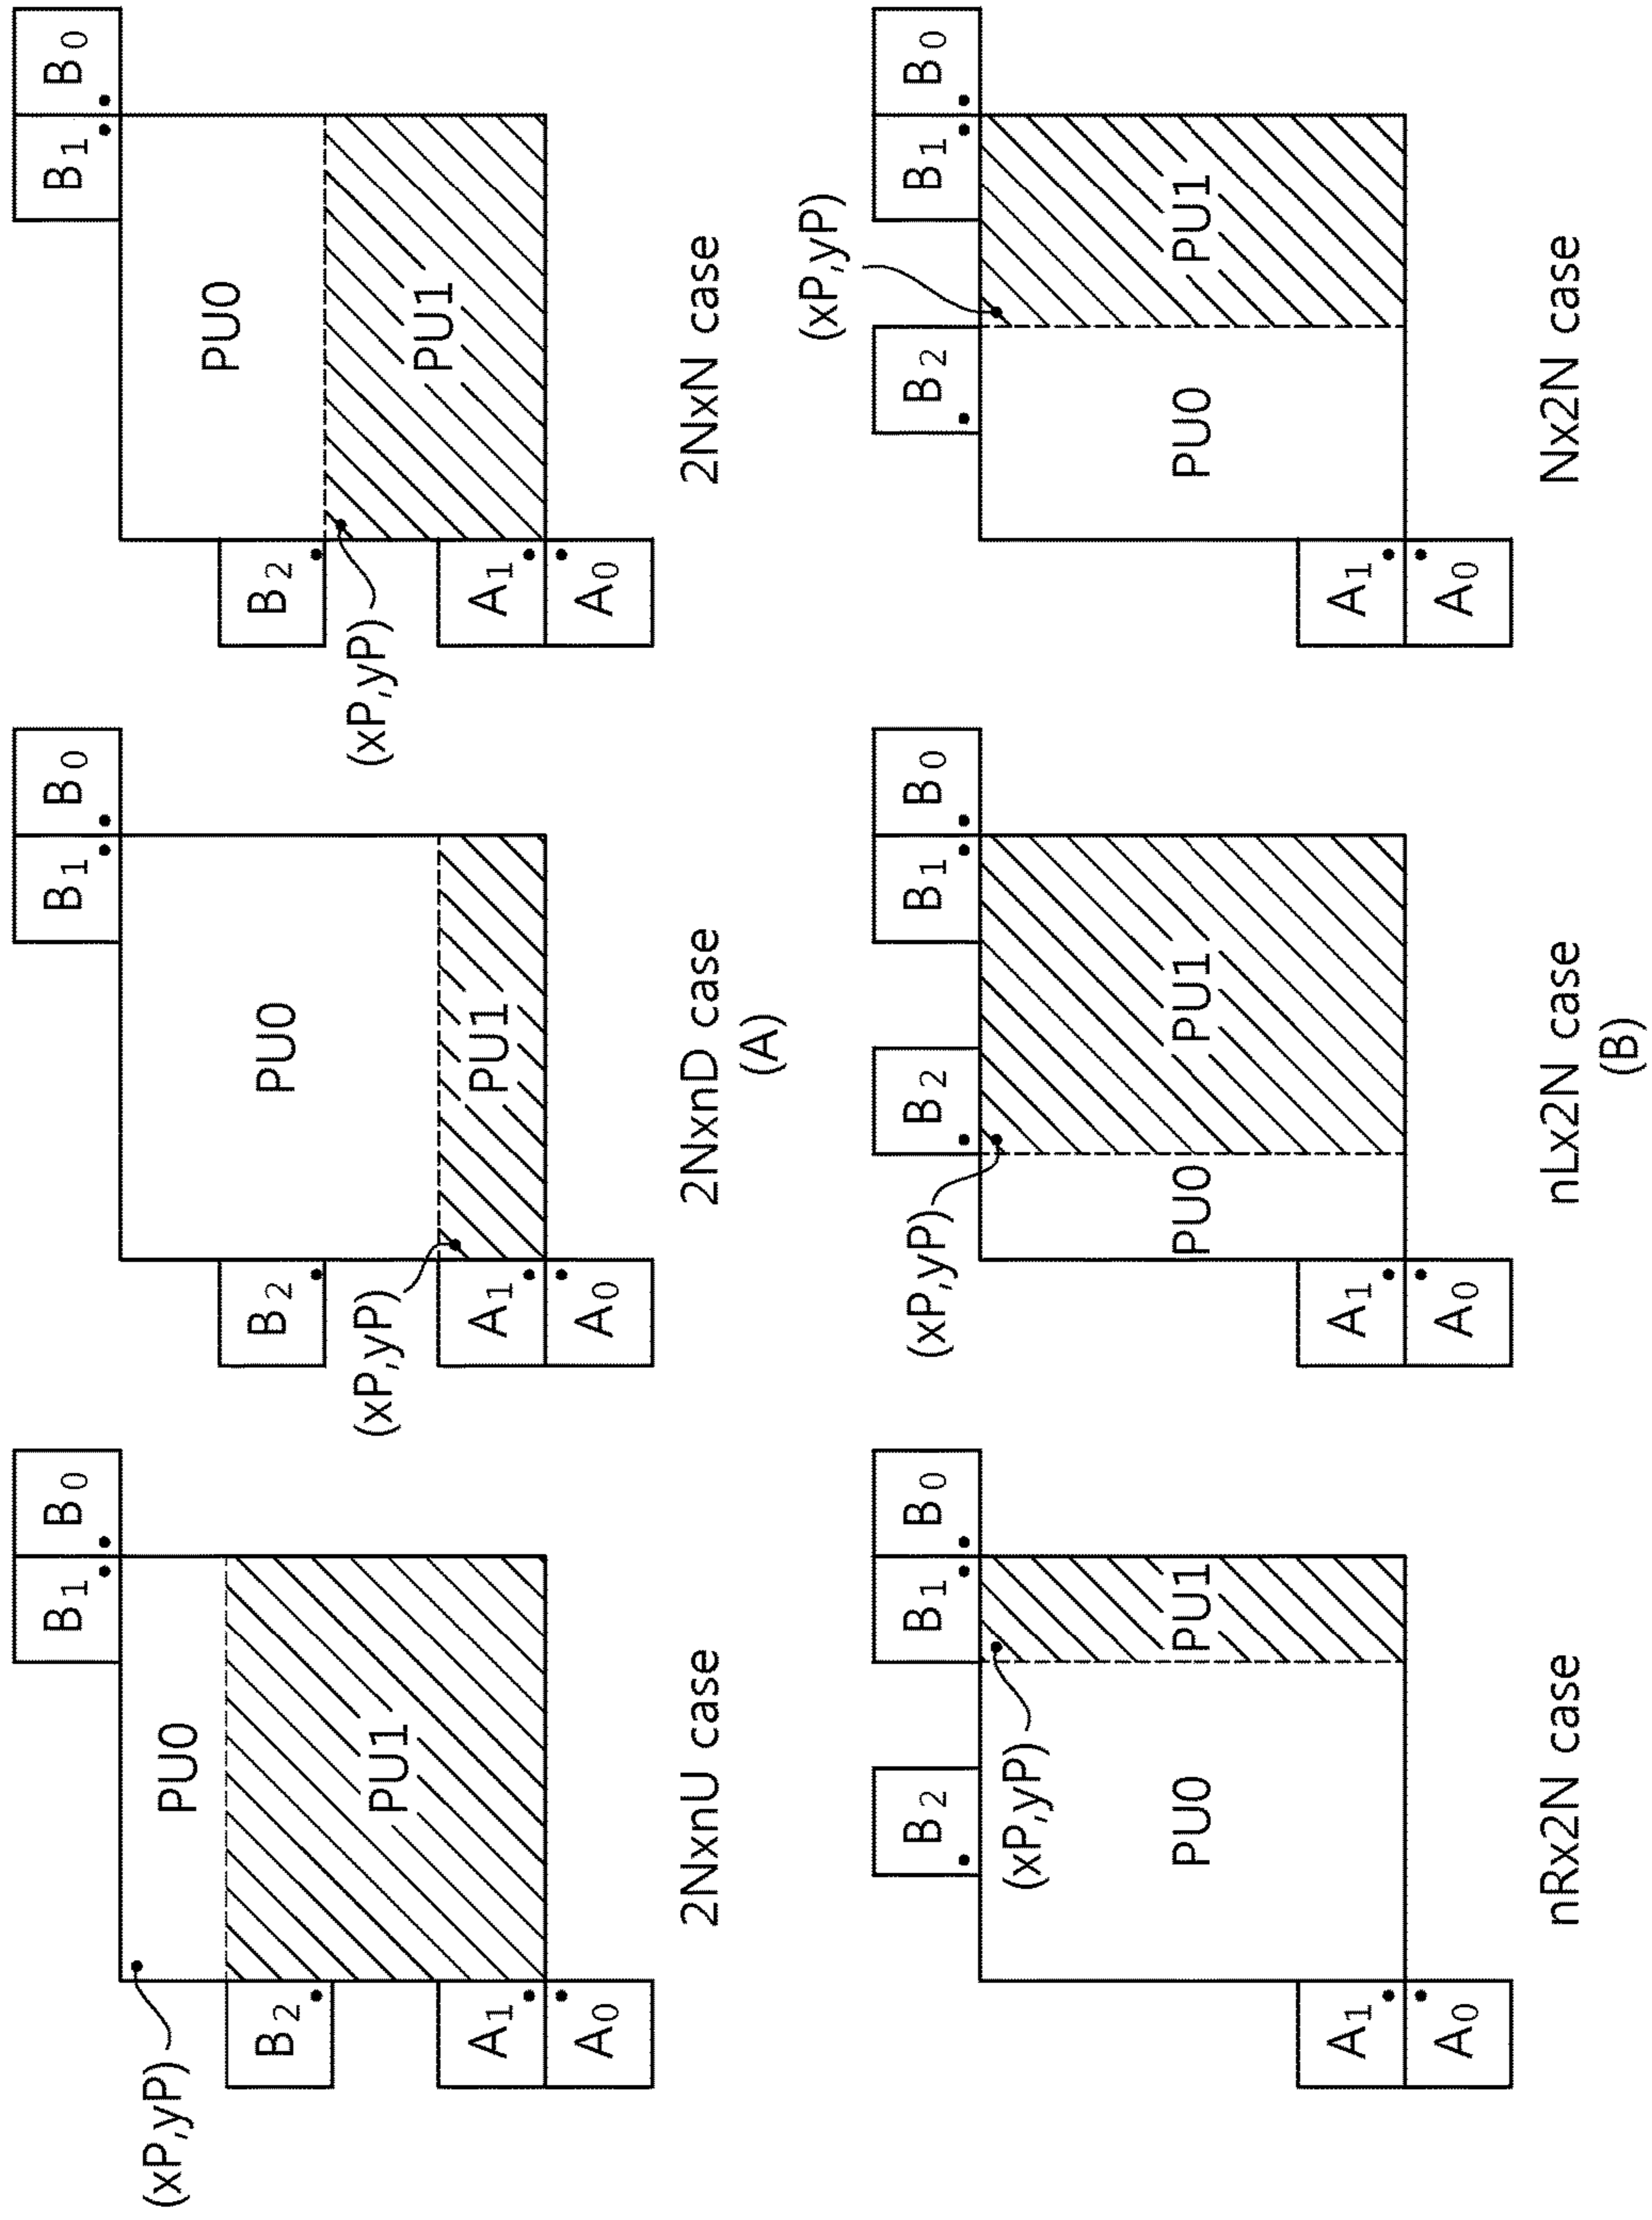 B1 B0
(xP,yP)
PU0
B2
PU1
A1
A0
2NxnU case
B1 B0
PU0
B2
(xP,yP)
PU1
A1
A0
2NxnD case
(A)
B1 B0
PU0
B2
(xP,yP)
PU1
A1
A0
2NxN case
B2 B1 B0
(xP,yP)
PU0 PU1
A1
A0
nRx2N case
B2 B1 B0
(xP,yP)
PU0 PU1
A1
A0
nLx2N case
(B)
(xP,yP)
B2 B1 B0
PU0 PU1
A1
A0
Nx2N case